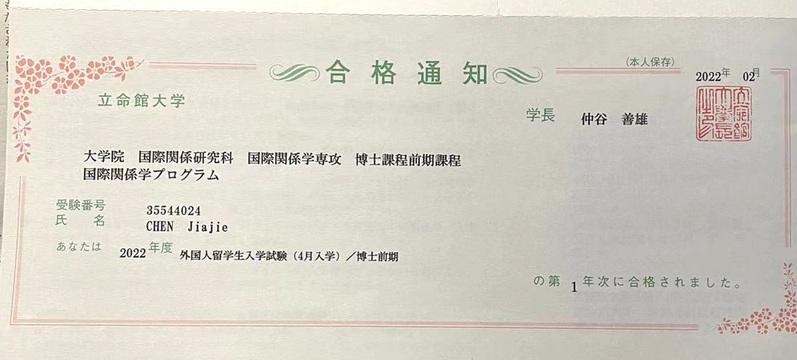 合格通知
(本人保存)
2022年 02月
立命館大学
学長 仲谷 善雄
大学院 国際関係研究科 国際関係学専攻 博士課程前期課程
国際関係学プログラム
受験番号 35544024
氏名 CHEN Jiajie
あなたは 2022年度 外国人留学生入学試験(4月入学)/博士前期
の第 1 年次に合格されました。